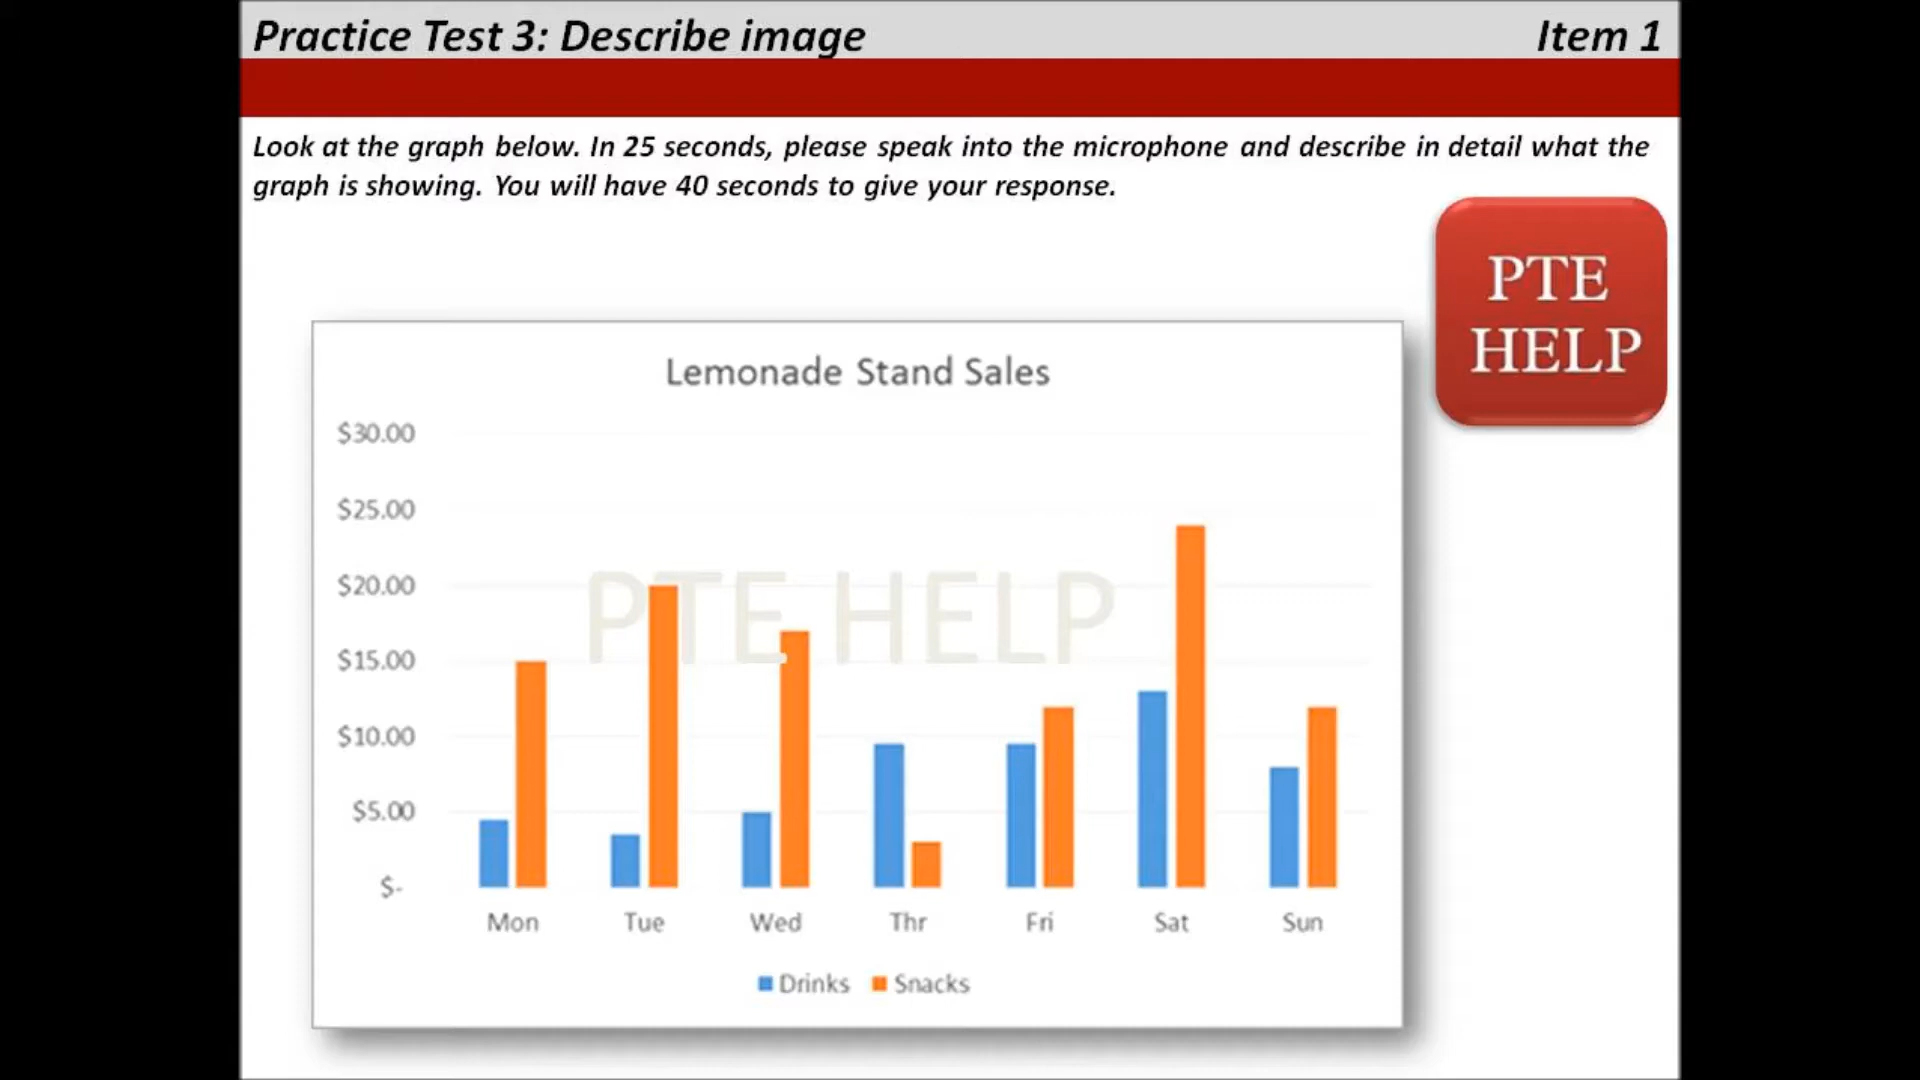 Practice Test 3: Describe image
Item 1
Look at the graph below. In 25 seconds, please speak into the microphone and describe in detail what the
graph is showing. You will have 40 seconds to give your response.
PTE
HELP
Lemonade Stand Sales
$30.00
$25.00
$20.00
$15.00
$10.00
$5.00
$-
PTE HELP
Mon Tue Wed Thr Fri Sat Sun
Drinks Snacks